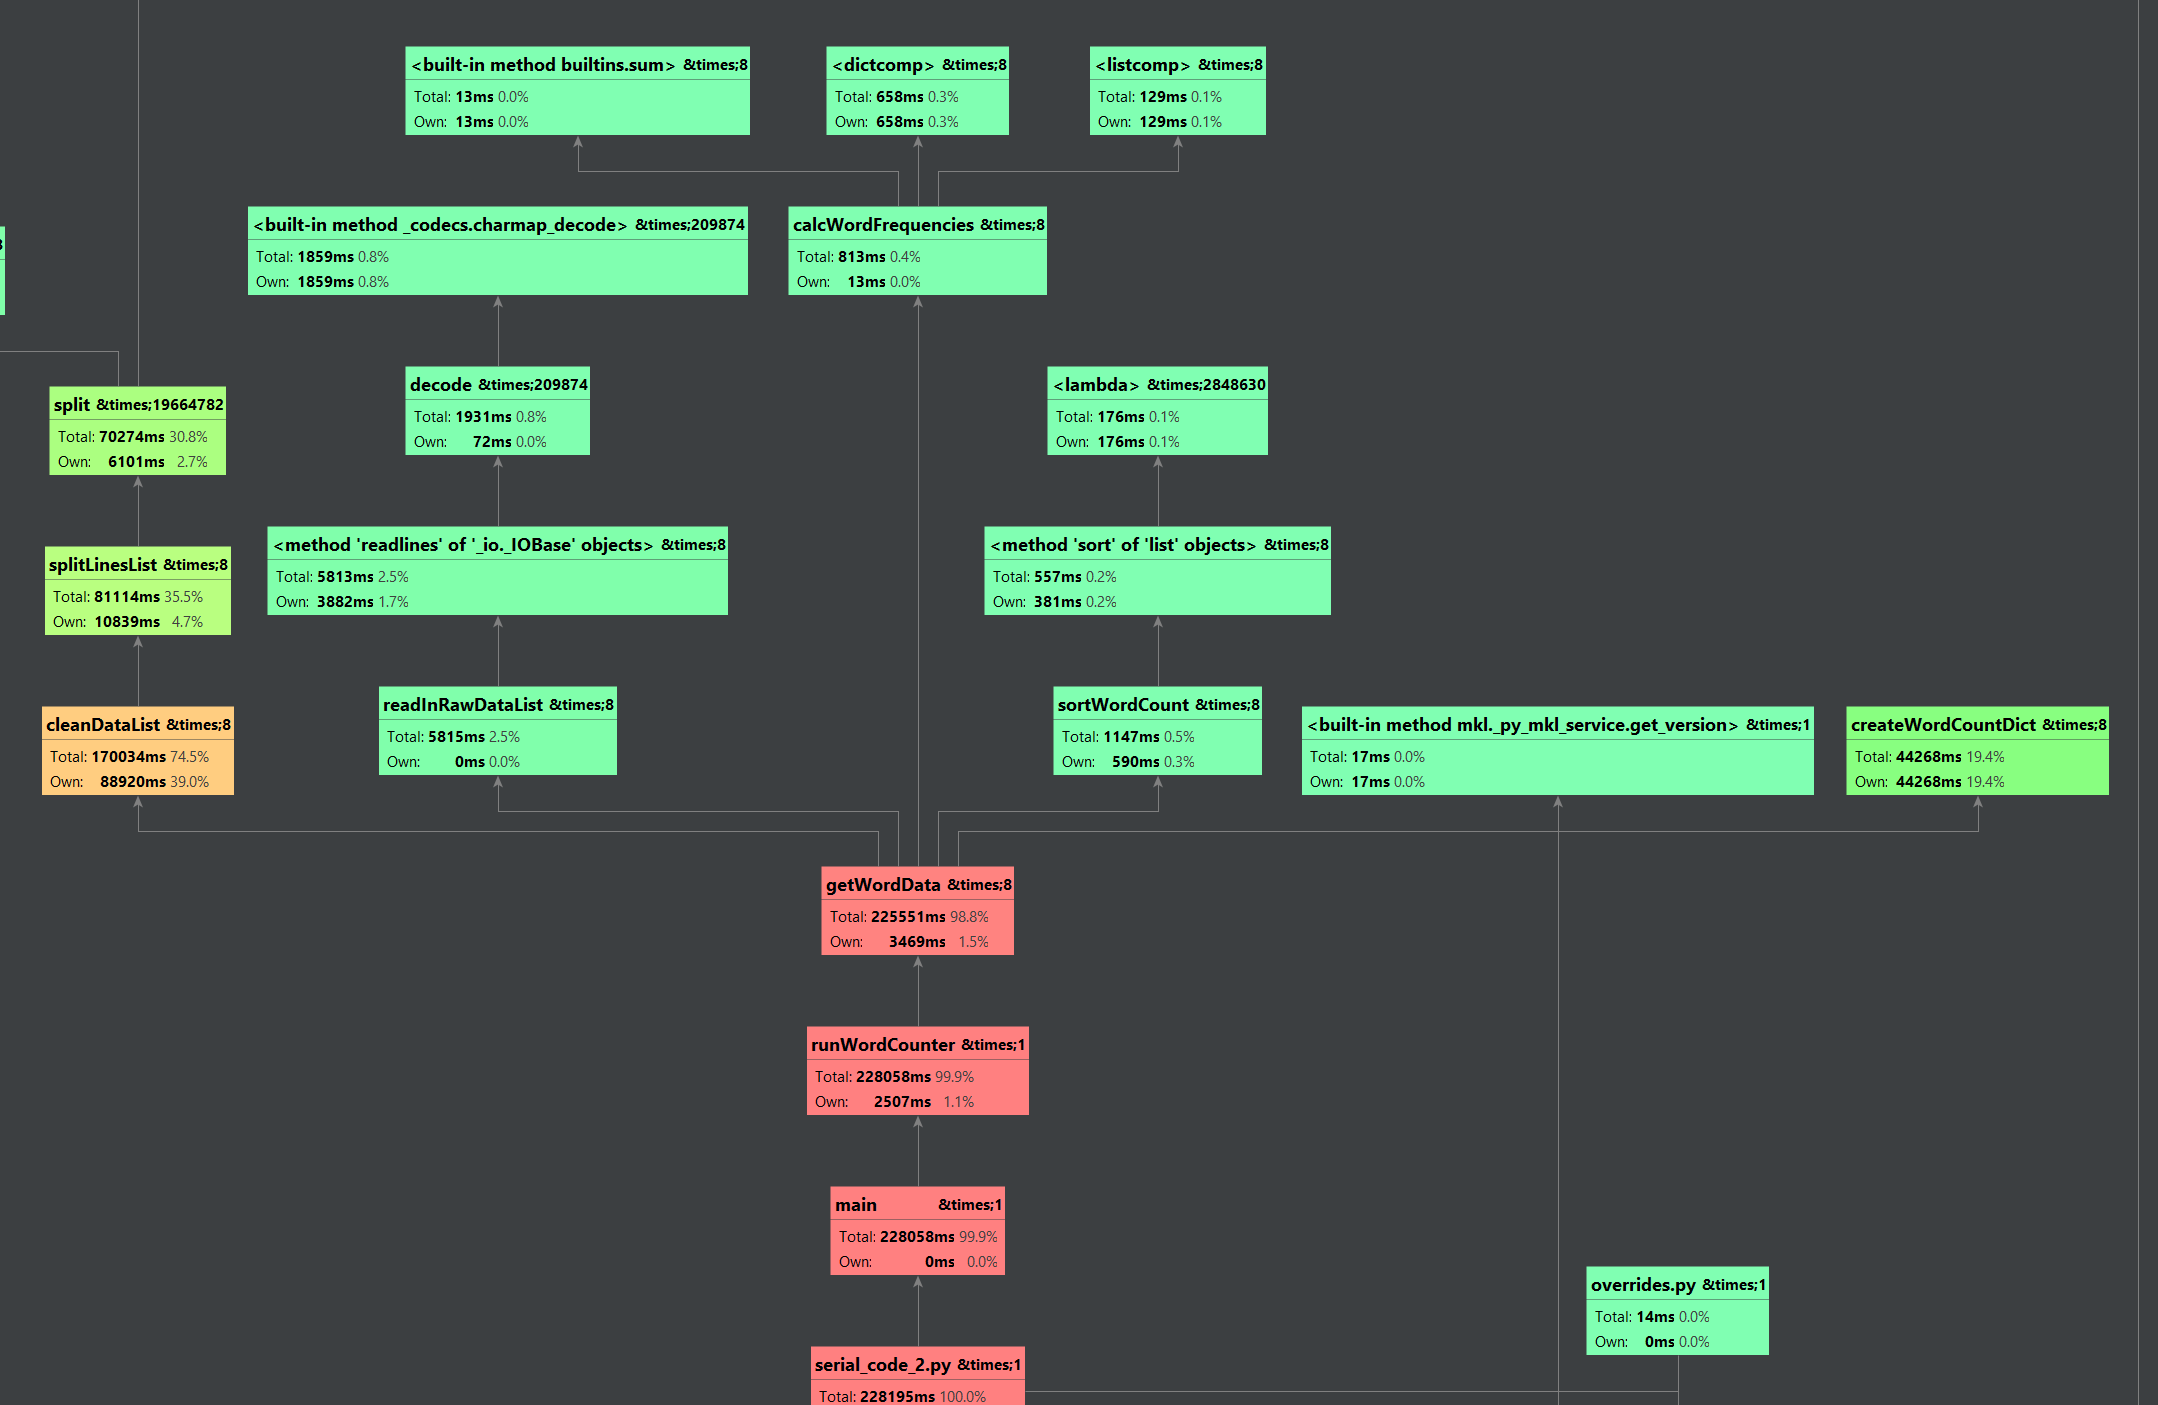 <built-in method builtins.sum> &times;8
Total: 13ms 0.0%
Own: 13ms 0.0%
<dictcomp> &times;8
Total: 658ms 0.3%
Own: 658ms 0.3%
<listcomp> &times;8
Total: 129ms 0.1%
Own: 129ms 0.1%
<built-in method _codecs.charmap_decode> &times;209874
Total: 1859ms 0.8%
Own: 1859ms 0.8%
calcWordFrequencies &times;8
Total: 813ms 0.4%
Own: 13ms 0.0%
split &times;19664782
Total: 70274ms 30.8%
Own: 6101ms 2.7%
decode &times;209874
Total: 1931ms 0.8%
Own: 72ms 0.0%
<lambda> &times;2848630
Total: 176ms 0.1%
Own: 176ms 0.1%
splitLinesList &times;8
Total: 81114ms 35.5%
Own: 10839ms 4.7%
<method 'readlines' of '_io._IOBase' objects> &times;8
Total: 5813ms 2.5%
Own: 3882ms 1.7%
<method 'sort' of 'list' objects> &times;8
Total: 557ms 0.2%
Own: 381ms 0.2%
cleanDataList &times;8
Total: 170034ms 74.5%
Own: 88920ms 39.0%
readInRawDataList &times;8
Total: 5815ms 2.5%
Own: 0ms 0.0%
sortWordCount &times;8
Total: 1147ms 0.5%
Own: 590ms 0.3%
<built-in method mkl._py_mkl_service.get_version> &times;1
Total: 17ms 0.0%
Own: 17ms 0.0%
createWordCountDict &times;8
Total: 44268ms 19.4%
Own: 44268ms 19.4%
getWordData &times;8
Total: 225551ms 98.8%
Own: 3469ms 1.5%
runWordCounter &times;1
Total: 228058ms 99.9%
Own: 2507ms 1.1%
main &times;1
Total: 228058ms 99.9%
Own: 0ms 0.0%
overrides.py &times;1
Total: 14ms 0.0%
Own: 0ms 0.0%
serial_code_2.py &times;1
Total: 228195ms 100.0%